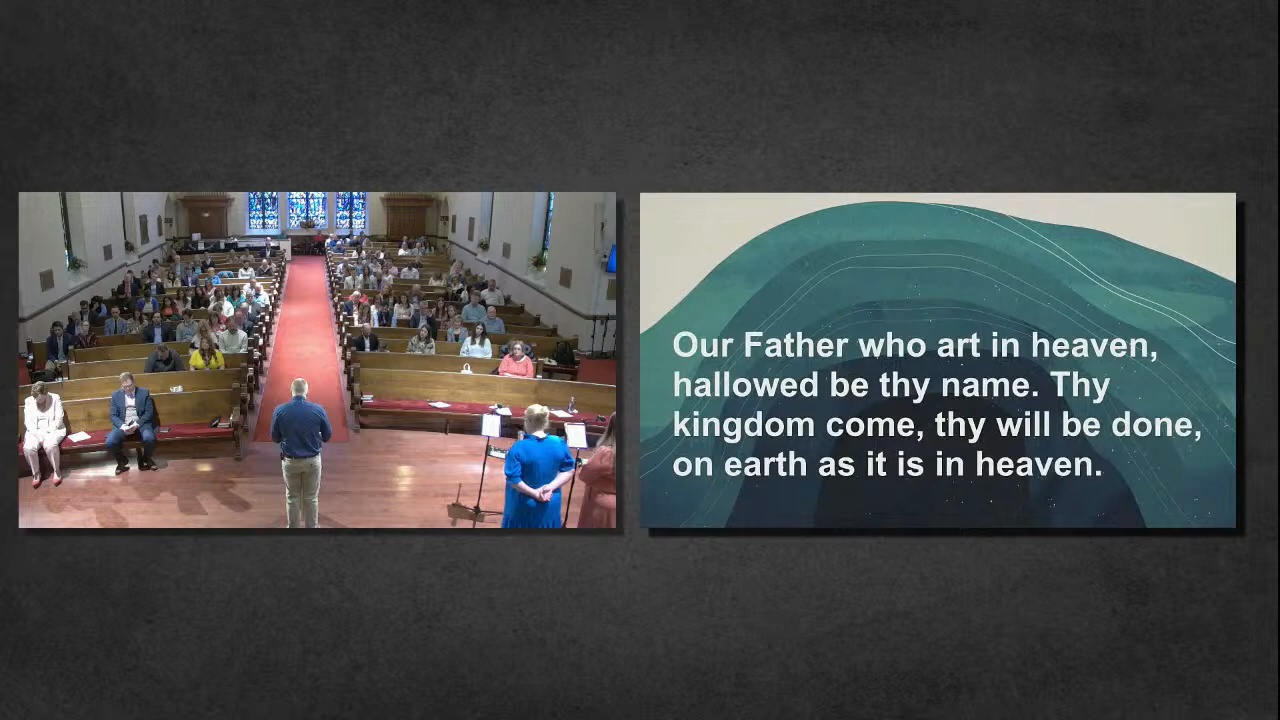 Our Father who art in heaven,
hallowed be thy name. Thy
kingdom come, thy will be done,
on earth as it is in heaven.